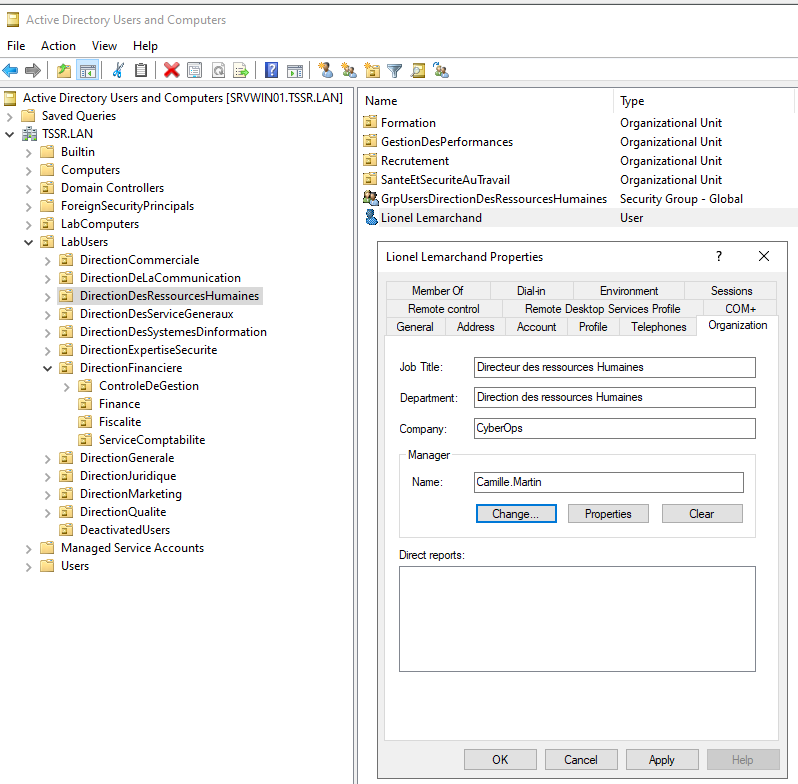 Active Directory Users and Computers
File Action View Help
Active Directory Users and Computers [SRVWIN01.TSSR.LAN]
Saved Queries
TSSR.LAN
Builtin
Computers
Domain Controllers
ForeignSecurityPrincipals
LabComputers
LabUsers
DirectionCommerciale
DirectionDeLaCommunication
DirectionDesRessourcesHumaines
DirectionDesServiceGeneraux
DirectionDesSystemesDinformation
DirectionExpertiseSecurite
DirectionFinanciere
ControleDeGestion
Finance
Fiscalite
ServiceComptabilite
DirectionGenerale
DirectionJuridique
DirectionMarketing
DirectionQualite
DeactivatedUsers
Managed Service Accounts
Users
Name Type
Formation Organizational Unit
GestionDesPerformances Organizational Unit
Recrutement Organizational Unit
SanteEtSecuriteAuTravail Organizational Unit
GrpUsersDirectionDesRessourcesHumaines Security Group - Global
Lionel Lemarchand User
Lionel Lemarchand Properties
? 
Member Of Dial-in Environment Sessions
Remote control Remote Desktop Services Profile COM+
General Address Account Profile Telephones Organization
Job Title: Directeur des ressources Humaines
Department: Direction des ressources Humaines
Company: CyberOps
Manager
Name: Camille.Martin
Change... Properties Clear
Direct reports:
OK Cancel Apply Help